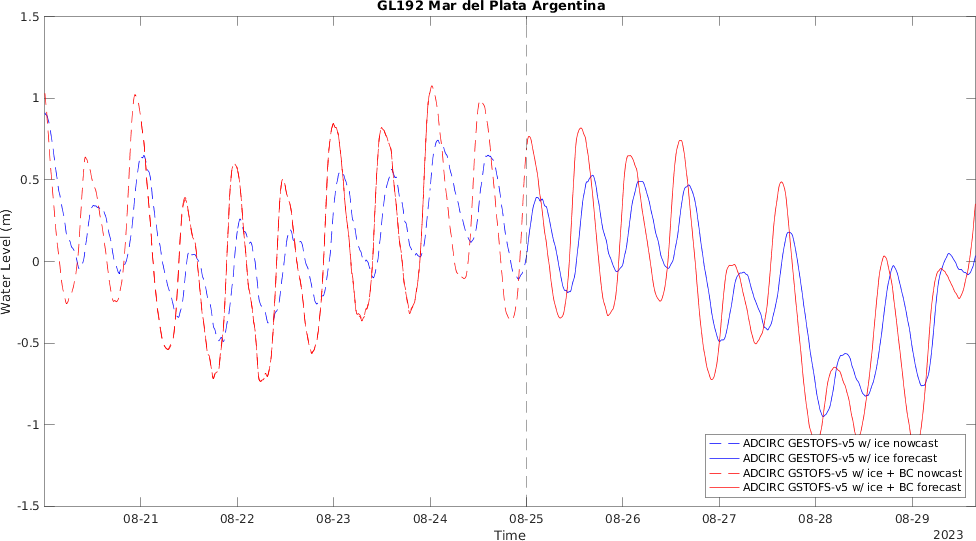 GL192 Mar del Plata Argentina
1.5
1
0.5
0
-0.5
-1
-1.5
Water Level (m)
ADCIRC GESTOFS-v5 w/ ice nowcast
ADCIRC GESTOFS-v5 w/ ice forecast
ADCIRC GSTOFS-v5 w/ ice + BC nowcast
ADCIRC GSTOFS-v5 w/ ice + BC forecast
08-21 08-22 08-23 08-24 08-25 08-26 08-27 08-28 08-29
Time
2023